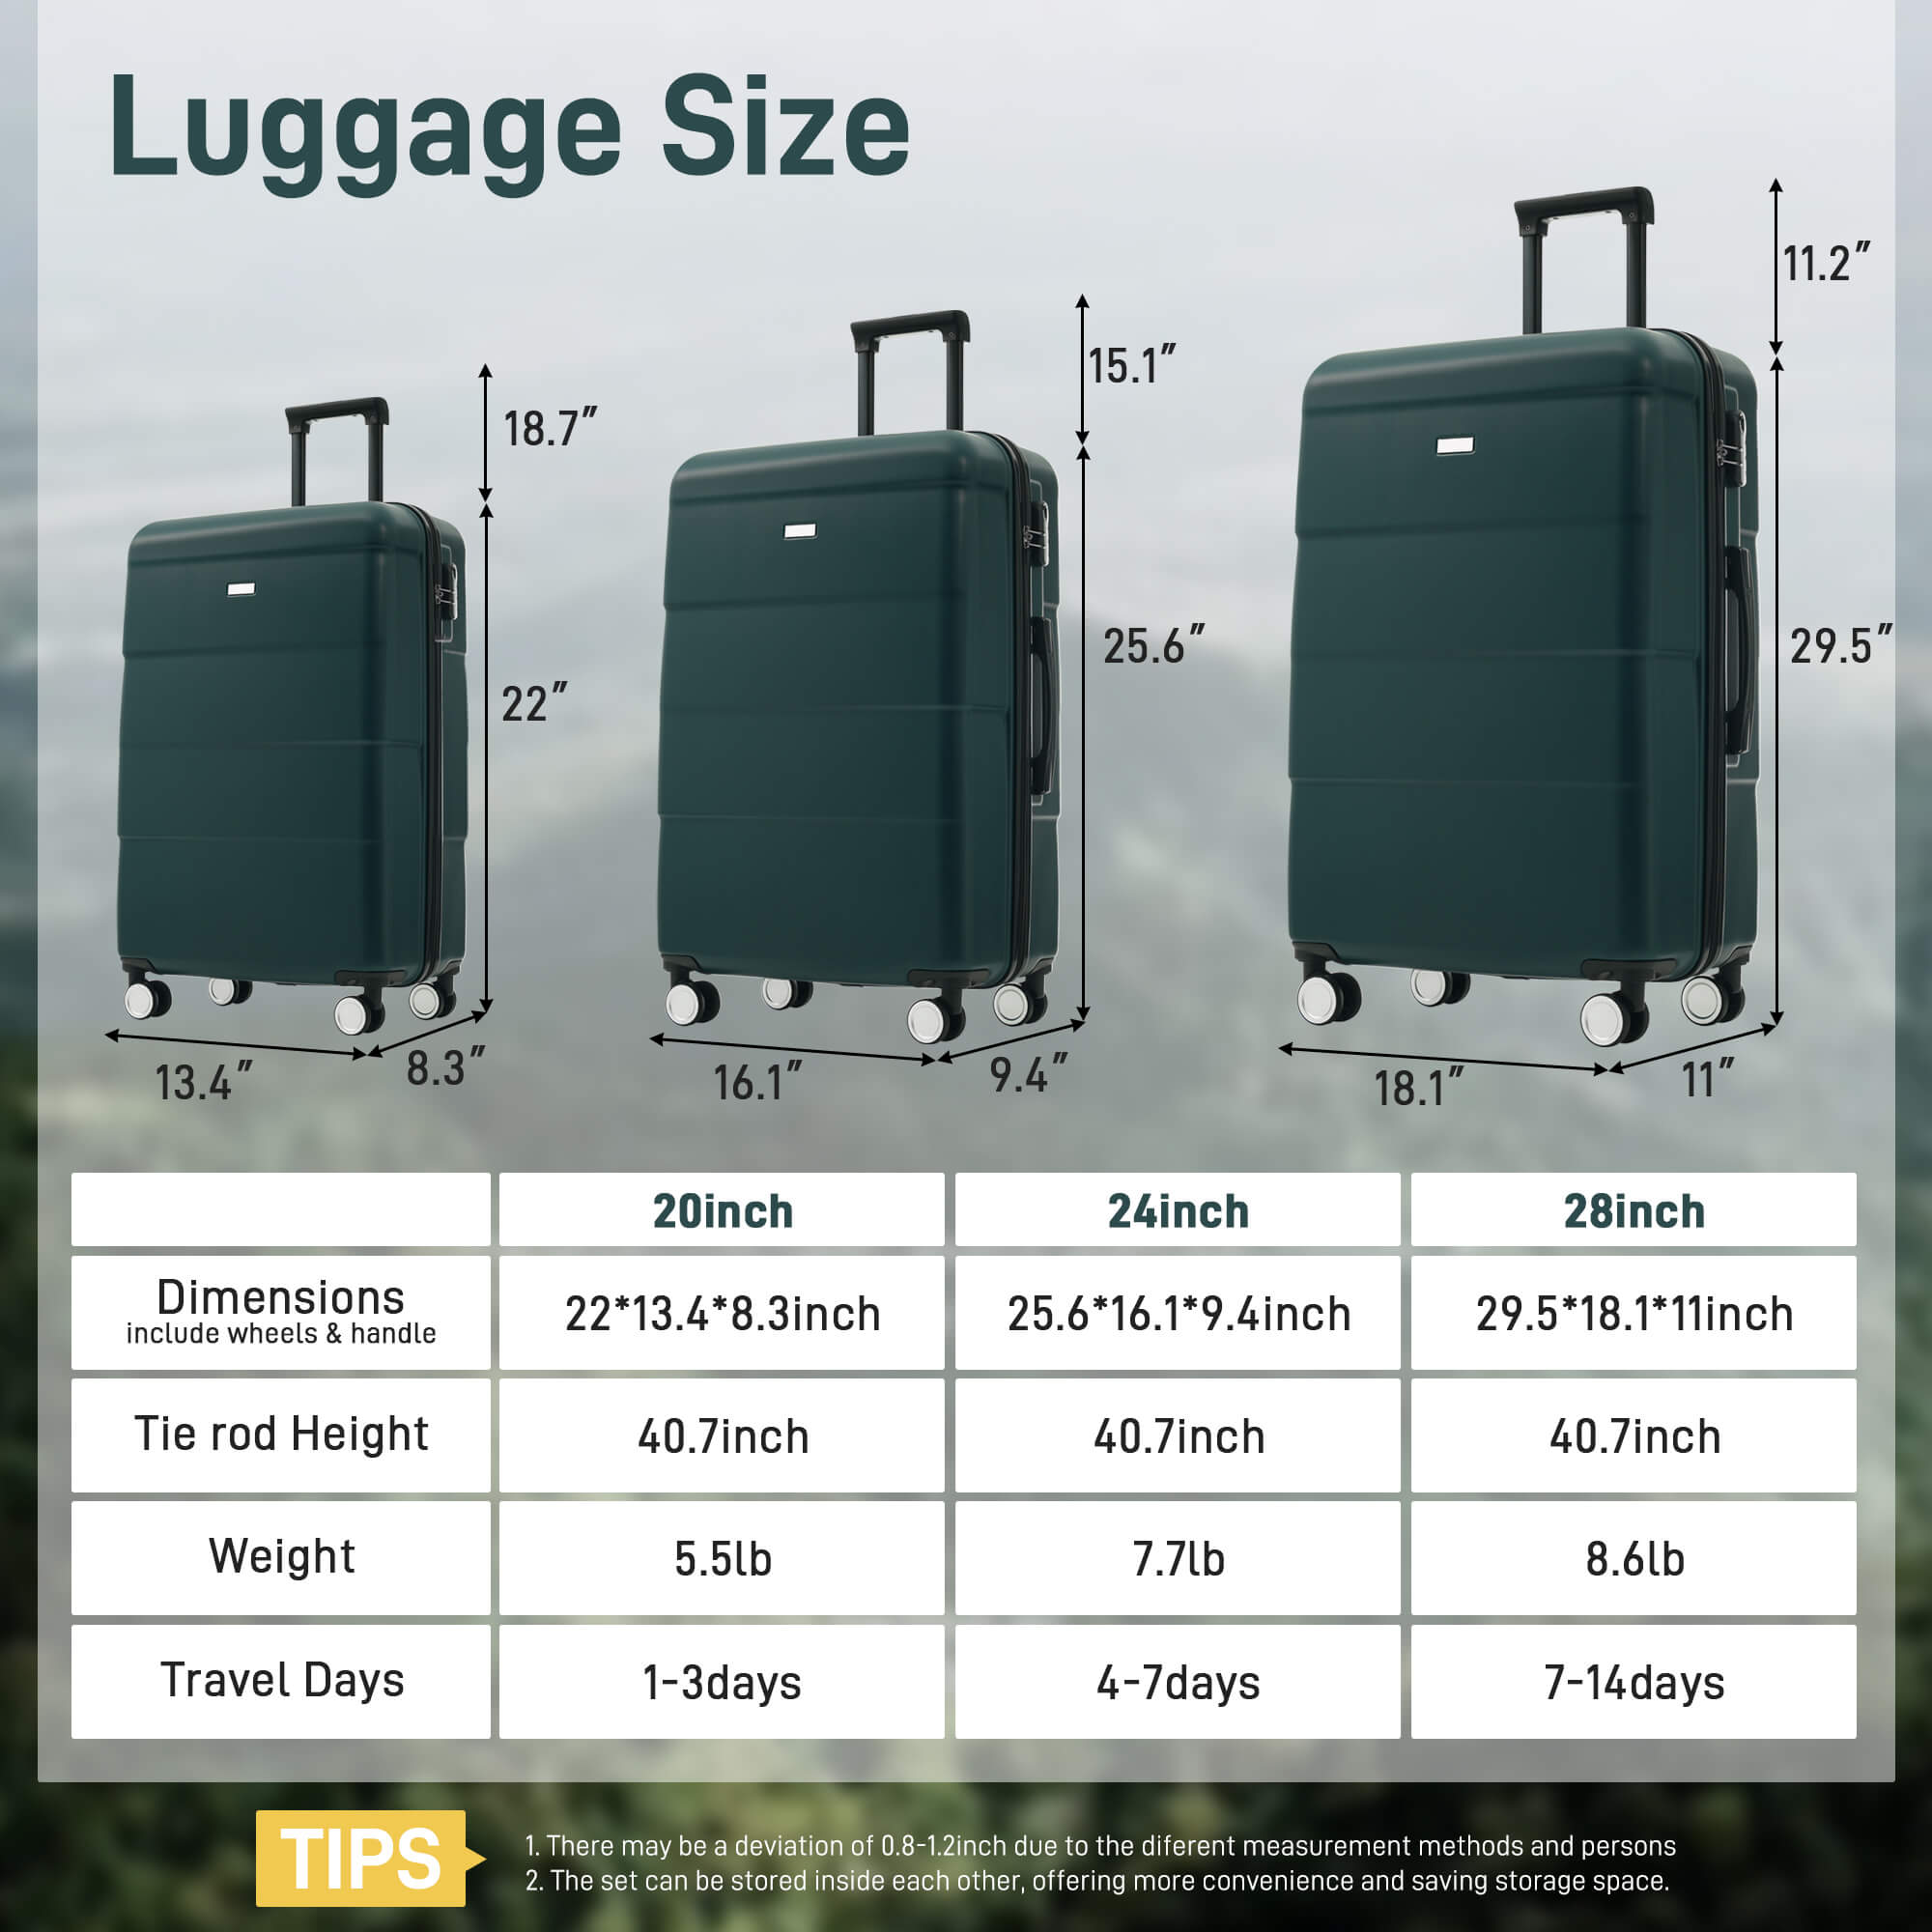 Luggage Size
11.2"
15.1"
18.7"
25.6"
29.5"
22"
13.4"
8.3"
16.1"
9.4"
18.1"
11"
20inch 24inch 28inch
Dimensions
include wheels & handle
22*13.4*8.3inch 25.6*16.1*9.4inch 29.5*18.1*11inch
Tie rod Height 40.7inch 40.7inch 40.7inch
Weight 5.5lb 7.7lb 8.6lb
Travel Days 1-3days 4-7days 7-14days
TIPS
1. There may be a deviation of 0.8-1.2inch due to the diferent measurement methods and persons
2. The set can be stored inside each other, offering more convenience and saving storage space.